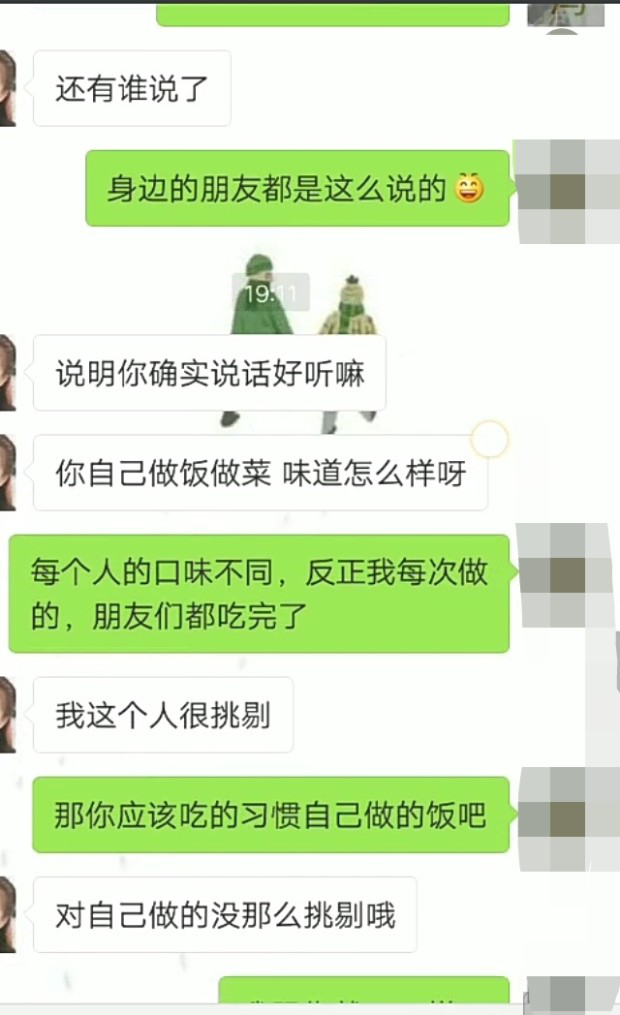 还有谁说了
身边的朋友都是这么说的😄
19:11
说明你确实说话好听嘛
你自己做饭做菜 味道怎么样呀
每个人的口味不同，反正我每次做
的，朋友们都吃完了
我这个人很挑剔
那你应该吃的习惯自己做的饭吧
对自己做的没那么挑剔哦